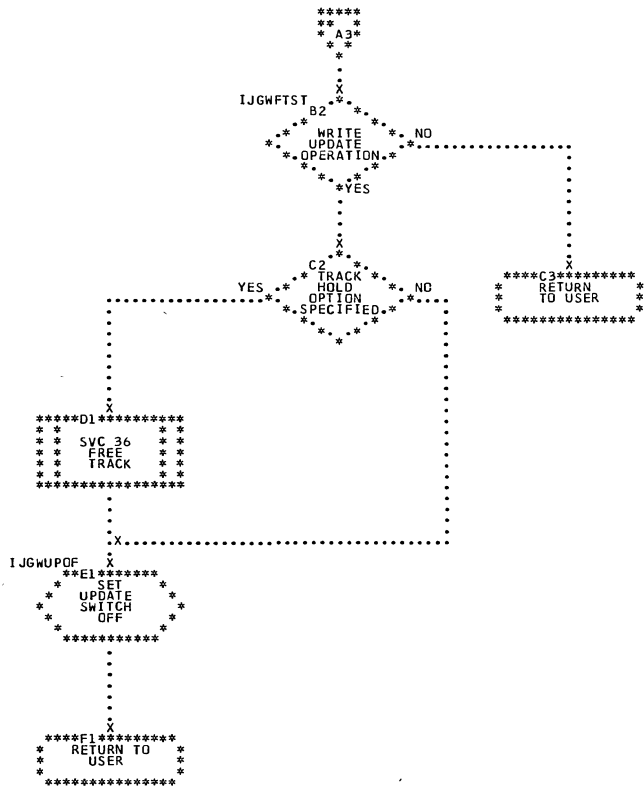 A3
IJGWFTST
B2
WRITE
UPDATE
OPERATION
NO
YES
C2
TRACK
HOLD
OPTION
SPECIFIED
YES
NO
C3
RETURN
TO USER
D1
SVC 36
FREE
TRACK
IJGWUPOF
E1
SET
UPDATE
SWITCH
OFF
F1
RETURN TO
USER